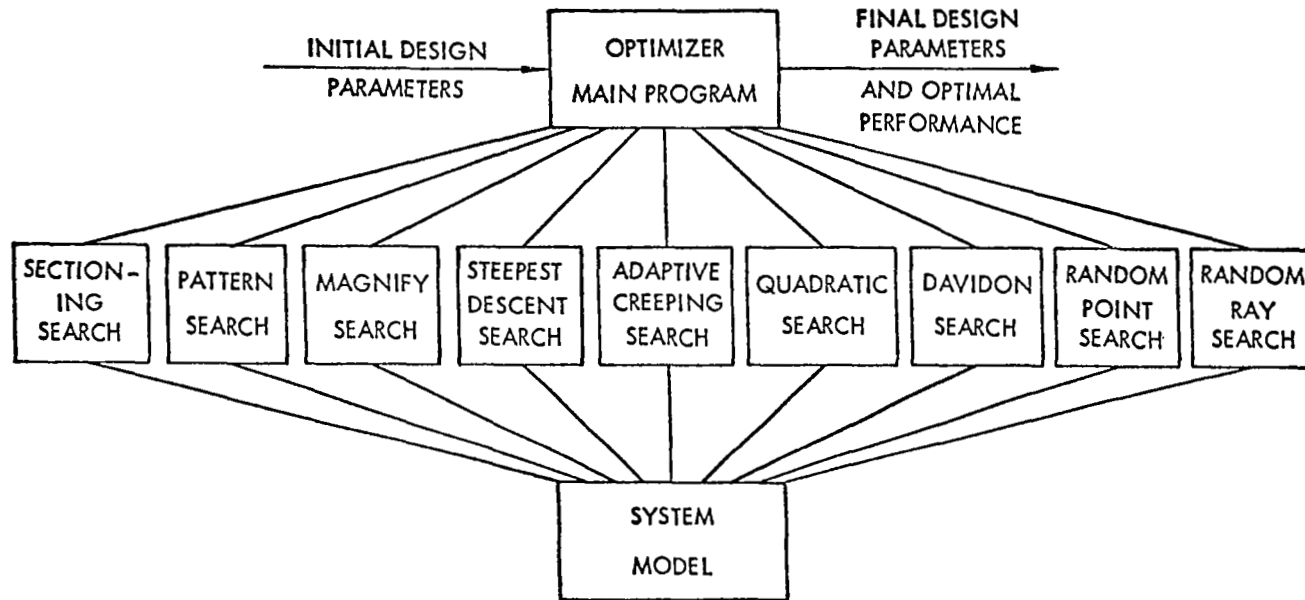 INITIAL DESIGN
PARAMETERS
OPTIMIZER
MAIN PROGRAM
FINAL DESIGN
PARAMETERS
AND OPTIMAL
PERFORMANCE
SECTION-
ING
SEARCH
PATTERN
SEARCH
MAGNIFY
SEARCH
STEEPEST
DESCENT
SEARCH
ADAPTIVE
CREEPING
SEARCH
QUADRATIC
SEARCH
DAVIDON
SEARCH
RANDOM
POINT
SEARCH
RANDOM
RAY
SEARCH
SYSTEM
MODEL